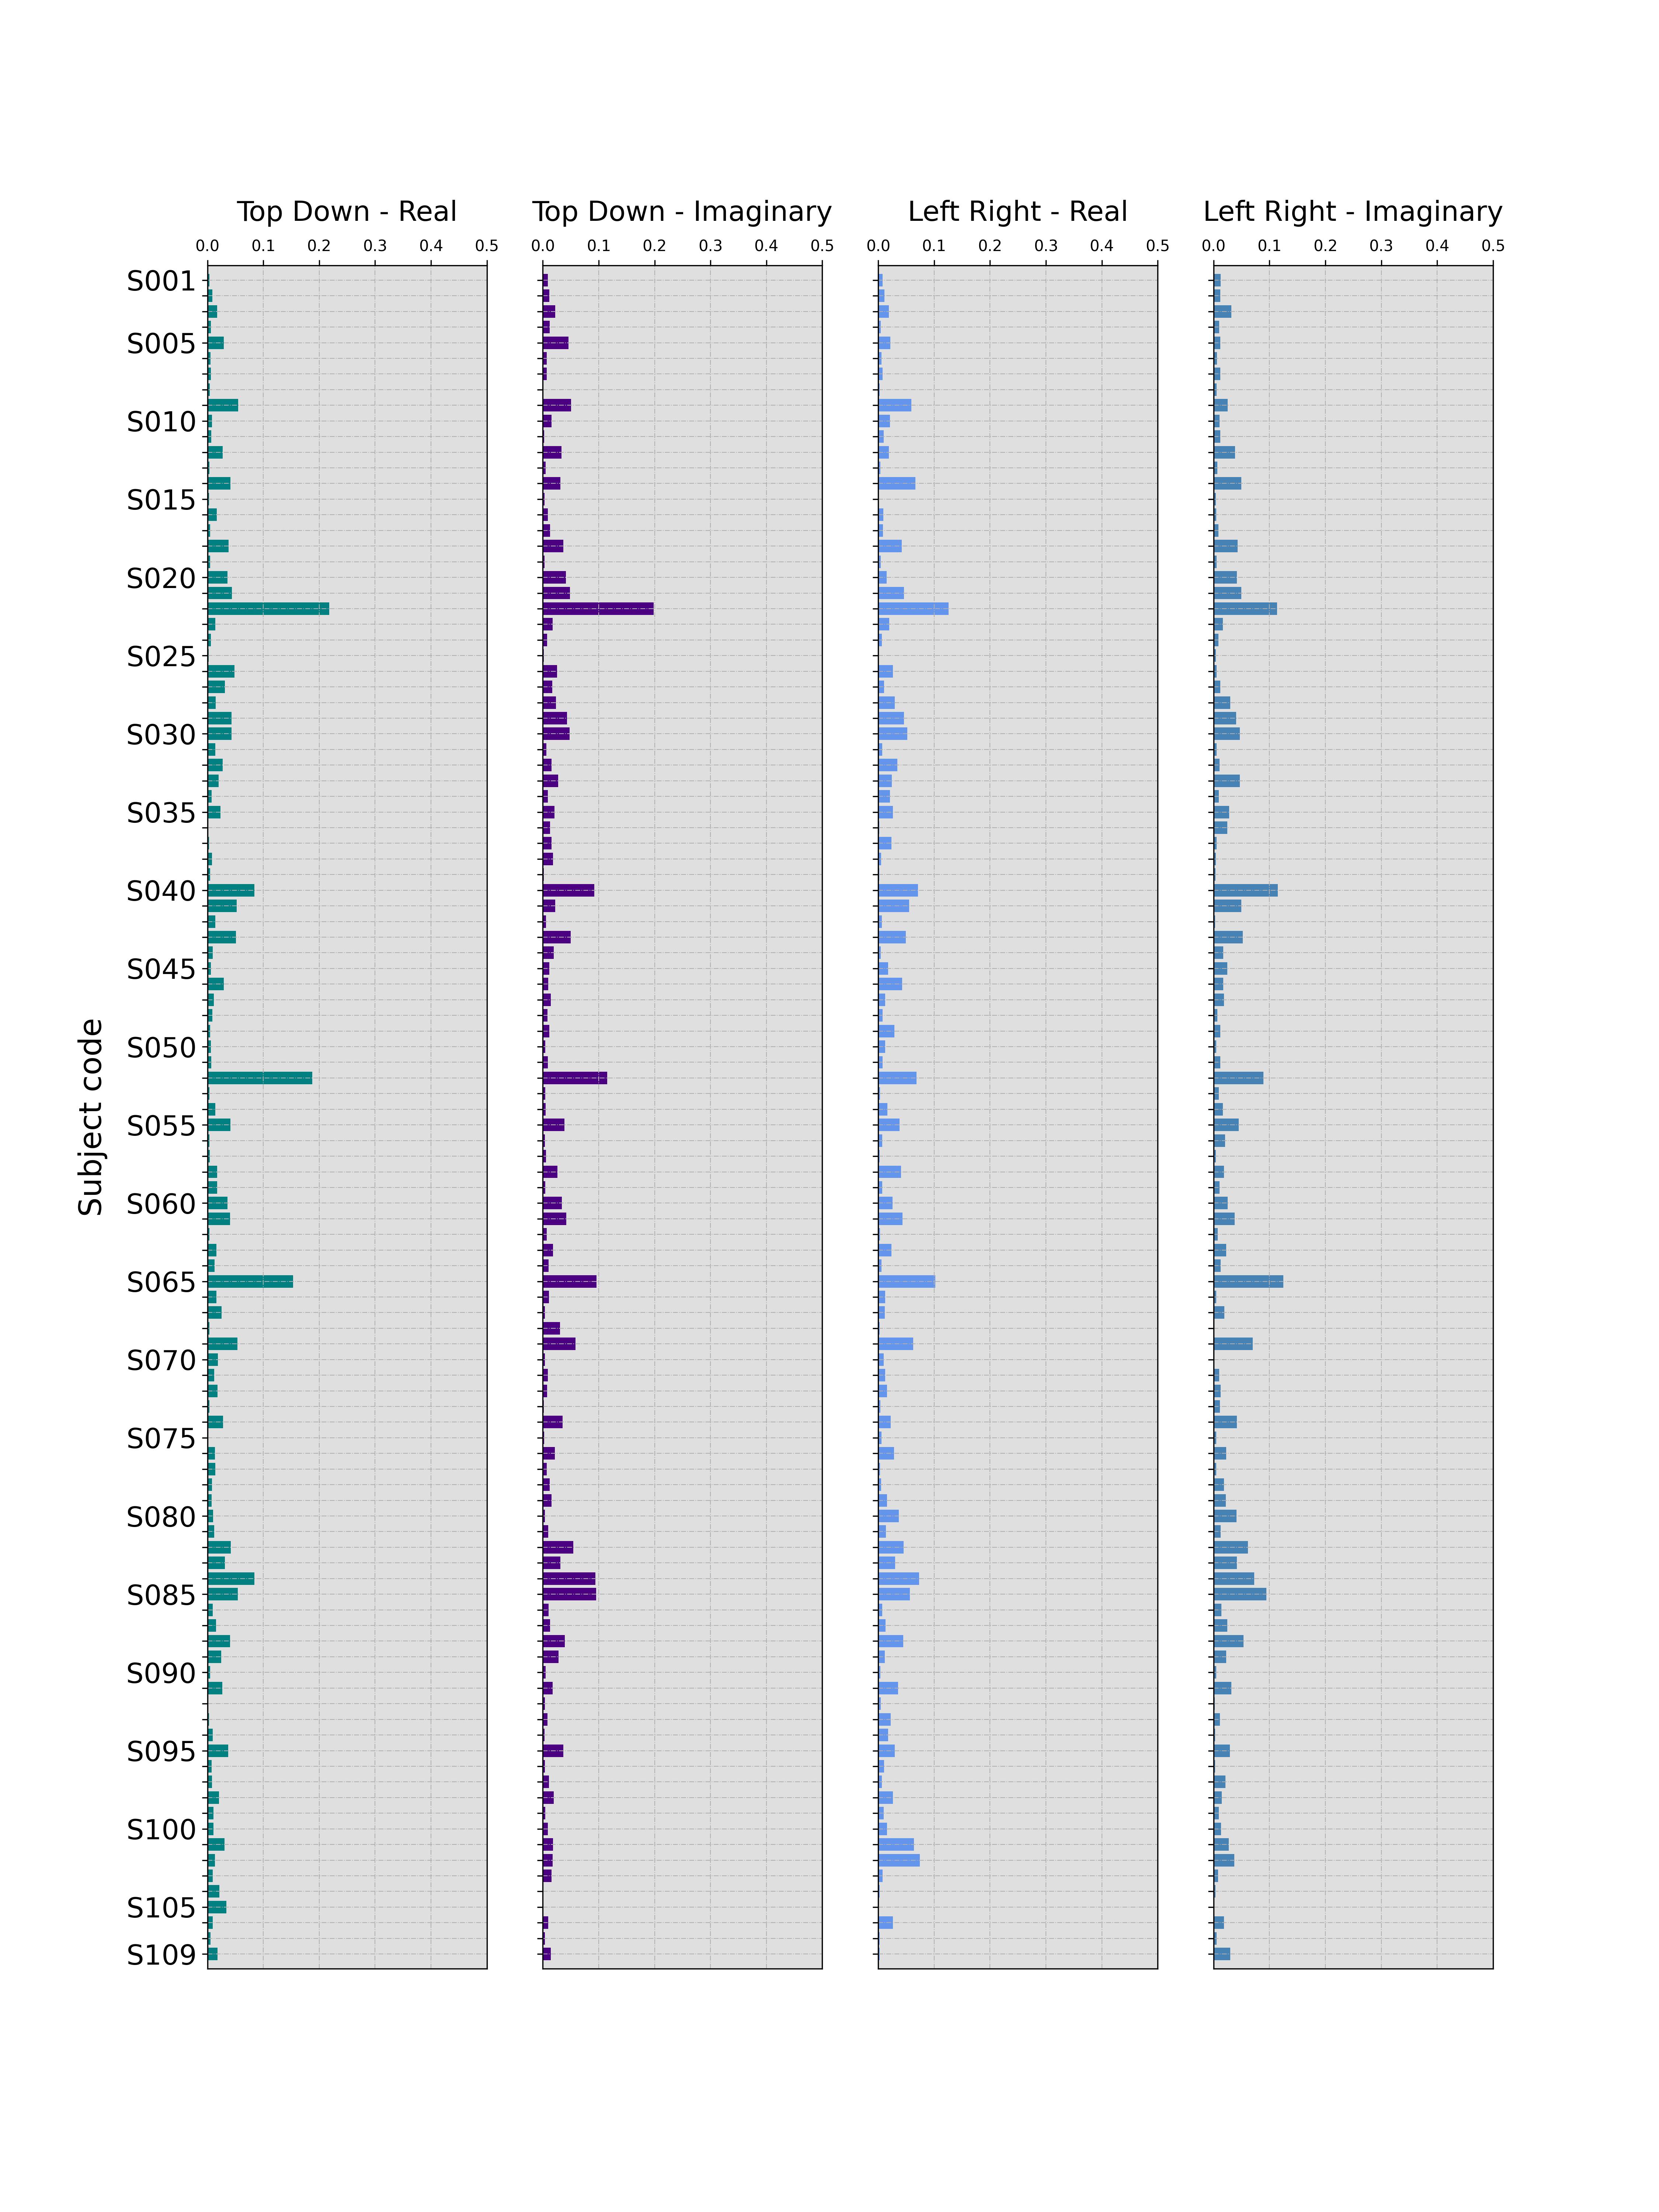 Top Down - Real
Top Down - Imaginary
Left Right - Real
Left Right - Imaginary
0.0 0.1 0.2 0.3 0.4 0.5
0.0 0.1 0.2 0.3 0.4 0.5
0.0 0.1 0.2 0.3 0.4 0.5
0.0 0.1 0.2 0.3 0.4 0.5
Subject code
S001
S005
S010
S015
S020
S025
S030
S035
S040
S045
S050
S055
S060
S065
S070
S075
S080
S085
S090
S095
S100
S105
S109